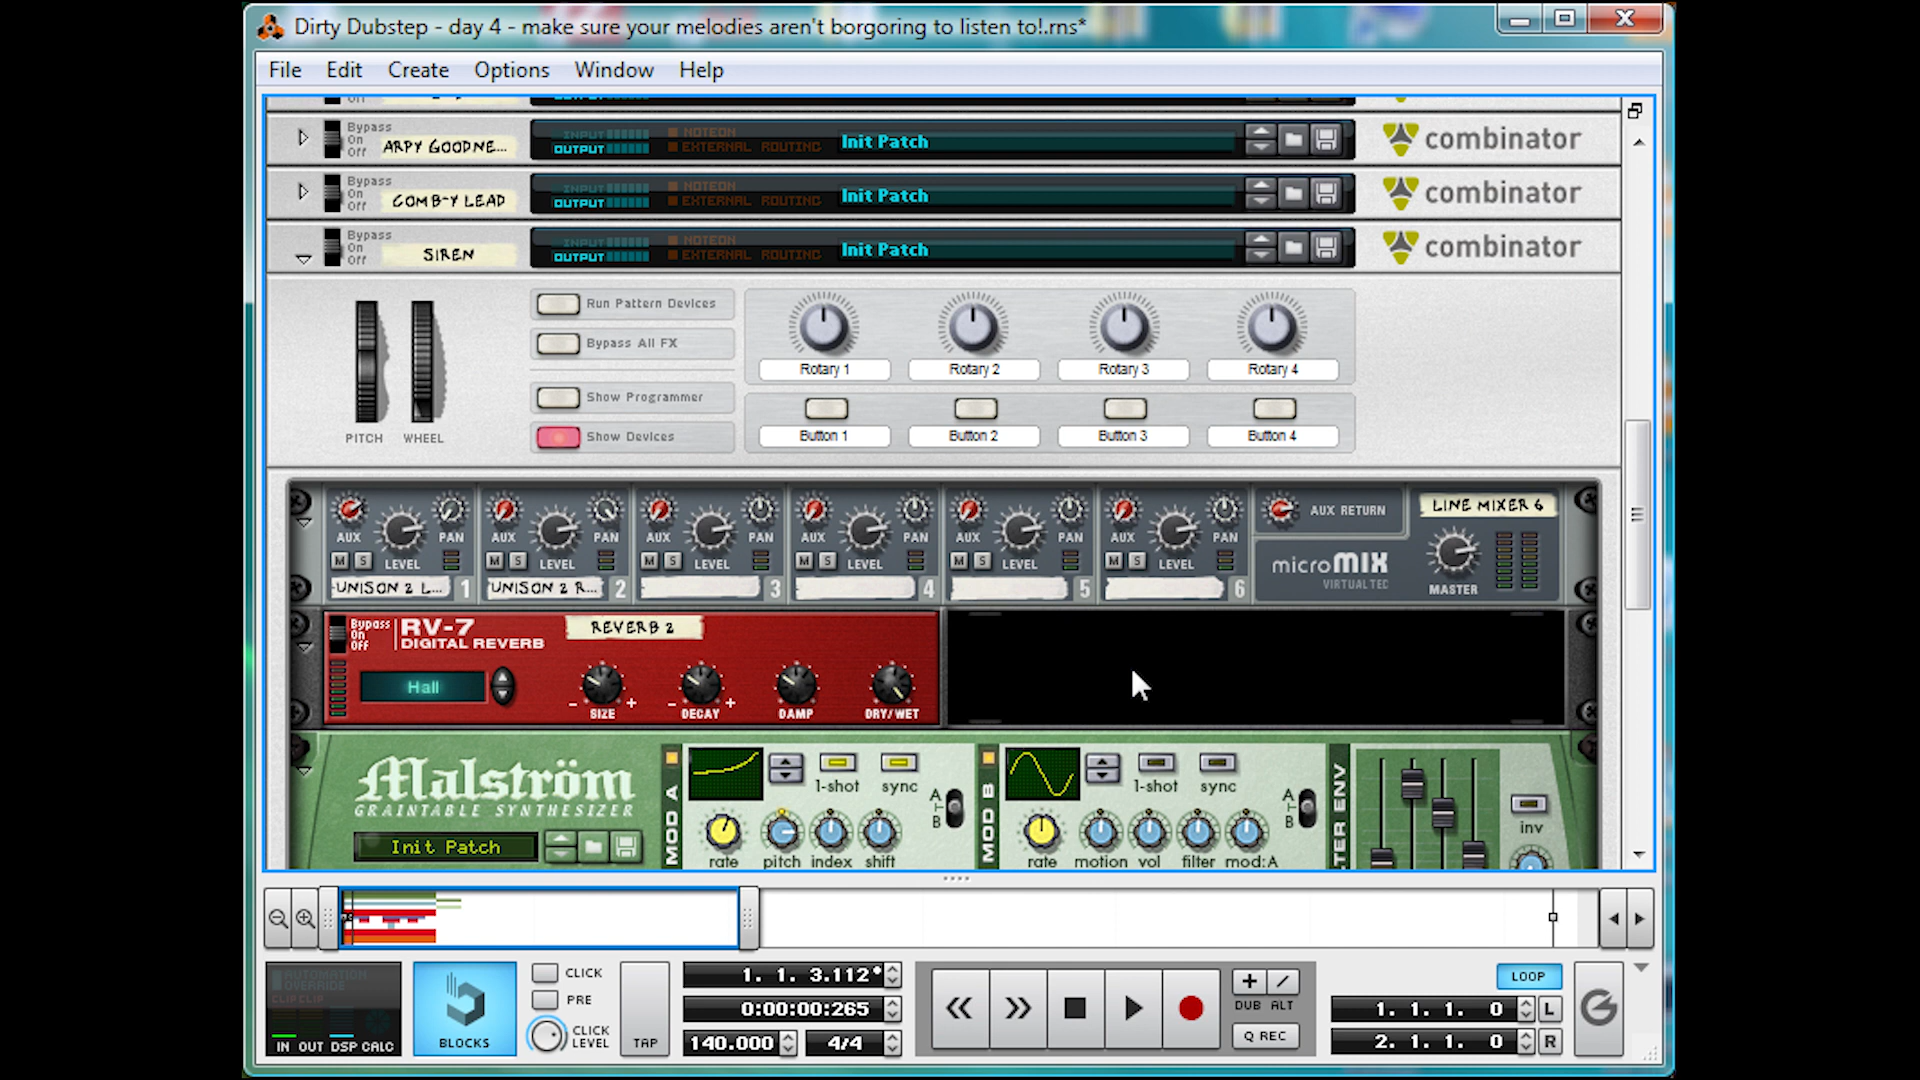 Dirty Dubstep - day 4 - make sure your melodies aren't borgoring to listen to!.rns*
File Edit Create Options Window Help
Bypass
On
Off
ARPY GOODNE...
INPUT
OUTPUT
NOTEON
EXTERNAL ROUTING
Init Patch
combinator
Bypass
On
Off
COMB-Y LEAD
INPUT
OUTPUT
NOTEON
EXTERNAL ROUTING
Init Patch
combinator
Bypass
On
Off
SIREN
INPUT
OUTPUT
NOTEON
EXTERNAL ROUTING
Init Patch
combinator
Run Pattern Devices
Bypass All FX
Show Programmer
Show Devices
PITCH WHEEL
Rotary 1 Rotary 2 Rotary 3 Rotary 4
Button 1 Button 2 Button 3 Button 4
AUX PAN AUX PAN AUX PAN AUX PAN AUX PAN AUX PAN
M S LEVEL M S LEVEL M S LEVEL M S LEVEL M S LEVEL M S LEVEL
UNISON 2 L... 1 UNISON 2 R... 2 3 4 5 6
AUX RETURN
LINE MIXER 6
microMIX
VIRTUAL TEC
MASTER
Bypass
On
Off
RV-7
DIGITAL REVERB
REVERB 2
Hall
SIZE DECAY DAMP DRY/WET
Malström
GRAINTABLE SYNTHESIZER
Init Patch
MOD A
1-shot sync
A
B
rate pitch index shift
MOD B
1-shot sync
A
B
rate motion vol filter mod:A
TER ENV
inv
AUTOMATION
OVERRIDE
CLIP CLIP
IN OUT DSP CALC
BLOCKS
CLICK
PRE
CLICK
LEVEL
TAP
1. 1. 3.112*
0:00:00:265
140.000 4/4
DUB ALT
Q REC
LOOP
1. 1. 1. 0 L
2. 1. 1. 0 R